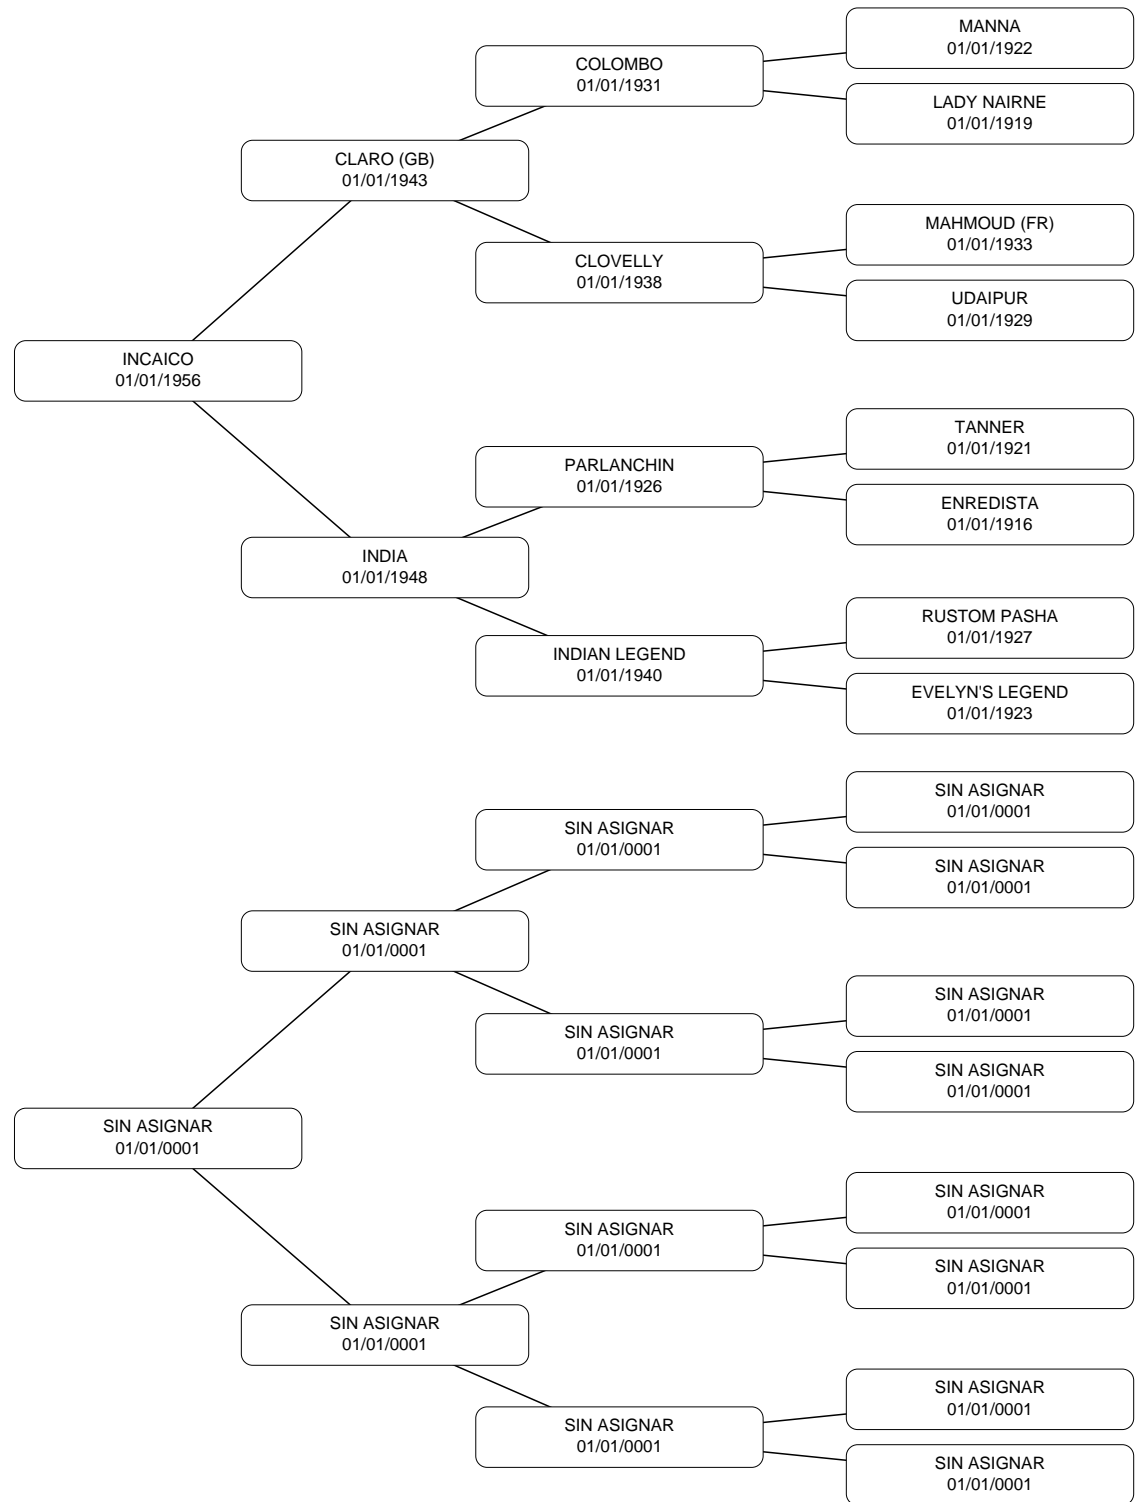 MANNA
01/01/1922
COLOMBO
01/01/1931
LADY NAIRNE
01/01/1919
CLARO (GB)
01/01/1943
MAHMOUD (FR)
01/01/1933
CLOVELLY
01/01/1938
UDAIPUR
01/01/1929
INCAICO
01/01/1956
TANNER
01/01/1921
PARLANCHIN
01/01/1926
ENREDISTA
01/01/1916
INDIA
01/01/1948
RUSTOM PASHA
01/01/1927
INDIAN LEGEND
01/01/1940
EVELYN'S LEGEND
01/01/1923
SIN ASIGNAR
01/01/0001
SIN ASIGNAR
01/01/0001
SIN ASIGNAR
01/01/0001
SIN ASIGNAR
01/01/0001
SIN ASIGNAR
01/01/0001
SIN ASIGNAR
01/01/0001
SIN ASIGNAR
01/01/0001
SIN ASIGNAR
01/01/0001
SIN ASIGNAR
01/01/0001
SIN ASIGNAR
01/01/0001
SIN ASIGNAR
01/01/0001
SIN ASIGNAR
01/01/0001
SIN ASIGNAR
01/01/0001
SIN ASIGNAR
01/01/0001
SIN ASIGNAR
01/01/0001